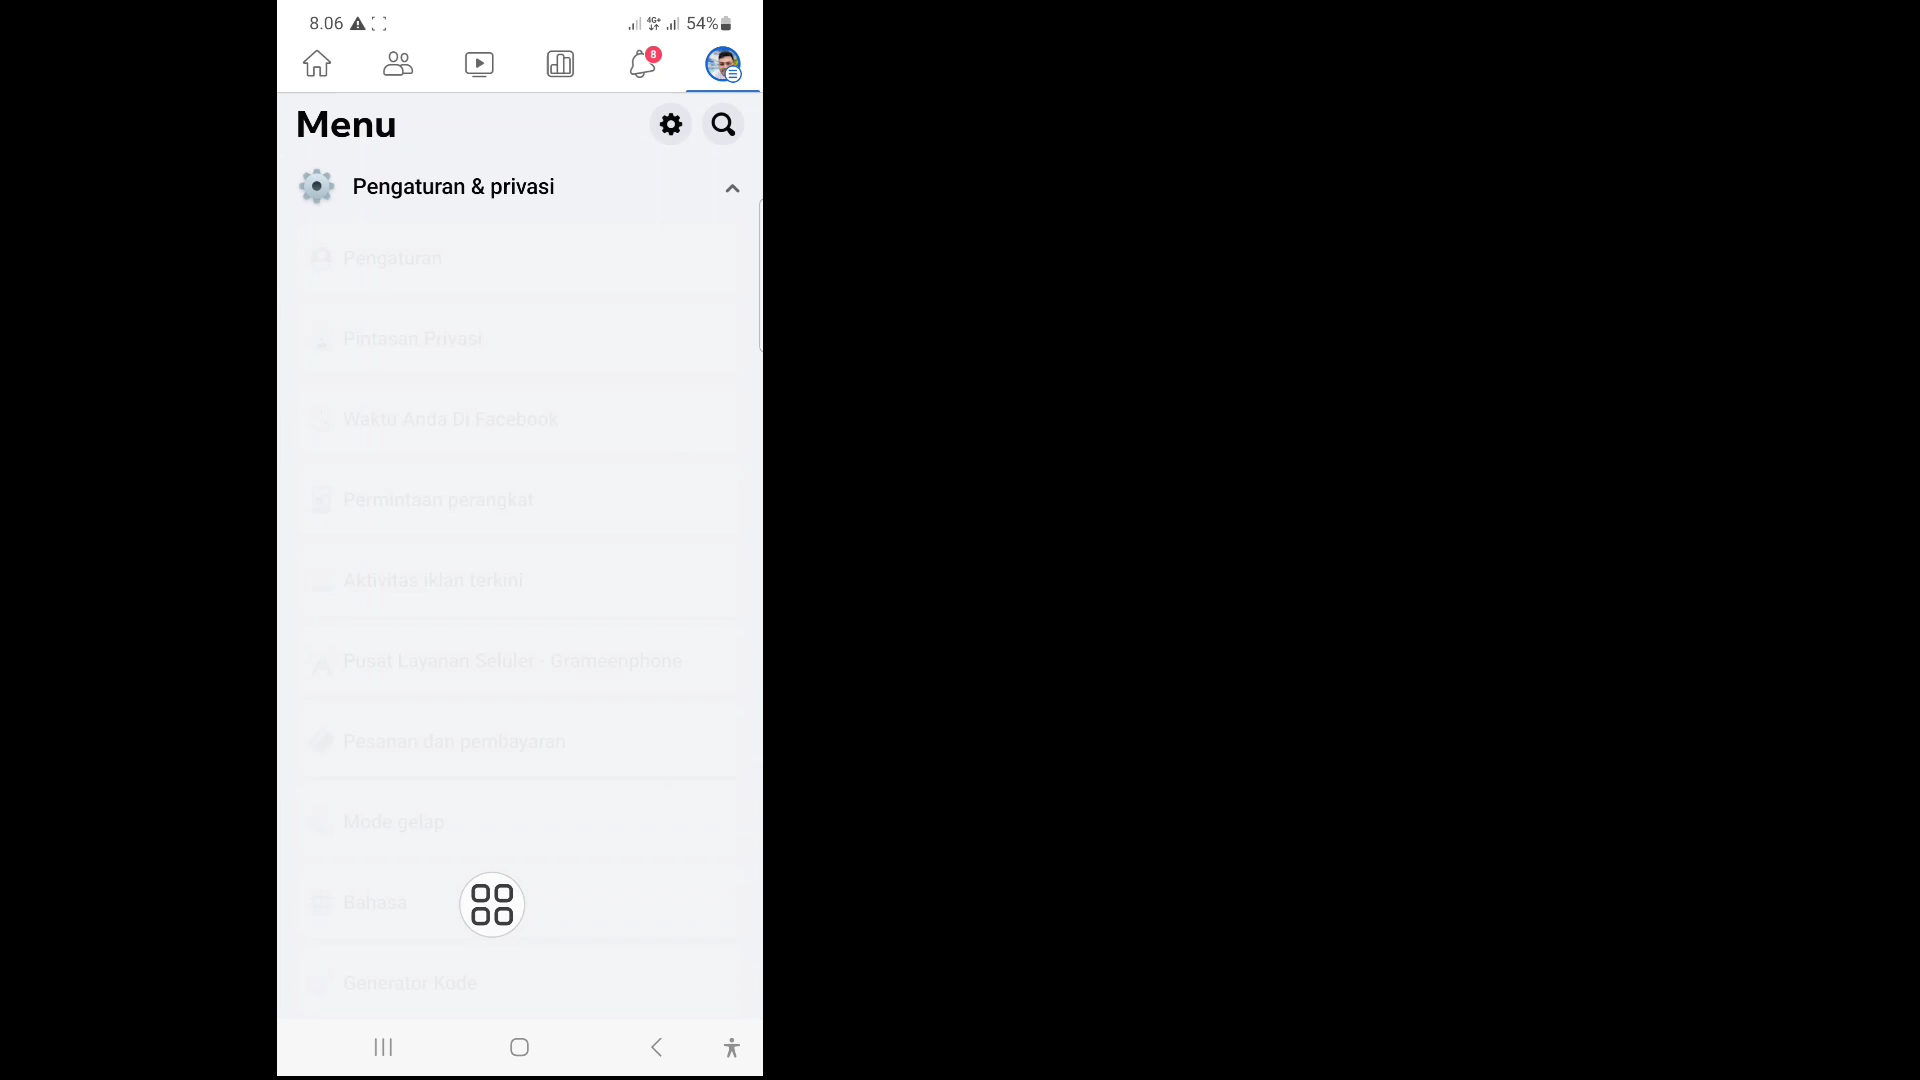 8.06 4G+ 54%
8
Menu
Pengaturan & privasi
Pengaturan
Pintasan Privasi
Waktu Anda Di Facebook
Permintaan perangkat
Aktivitas iklan terkini
Pusat Layanan Seluler - Grameenphone
Pesanan dan pembayaran
Mode gelap
Bahasa
Generator Kode